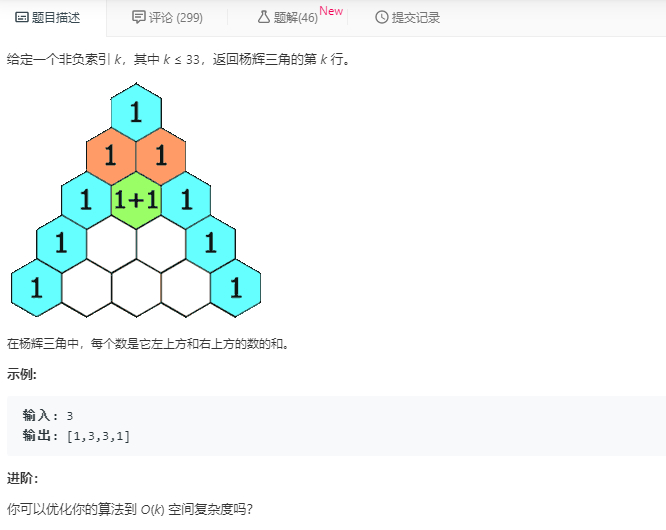 题目描述 评论 (299) 题解(46) New 提交记录
给定一个非负索引 k，其中 k ≤ 33，返回杨辉三角的第 k 行。
1
1 1
1 1+1 1
1 1
1 1
在杨辉三角中，每个数是它左上方和右上方的数的和。
示例:
输入: 3
输出: [1,3,3,1]
进阶：
你可以优化你的算法到 O(k) 空间复杂度吗？